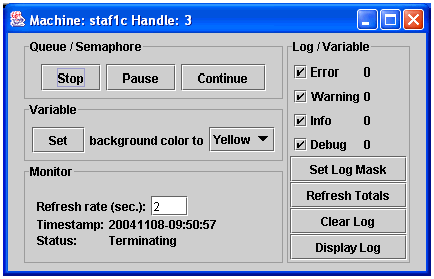 Machine: staf1c Handle: 3
Queue / Semaphore
Stop Pause Continue
Variable
Set background color to Yellow
Monitor
Refresh rate (sec.): 2
Timestamp: 20041108-09:50:57
Status: Terminating
Log / Variable
Error 0
Warning 0
Info 0
Debug 0
Set Log Mask
Refresh Totals
Clear Log
Display Log